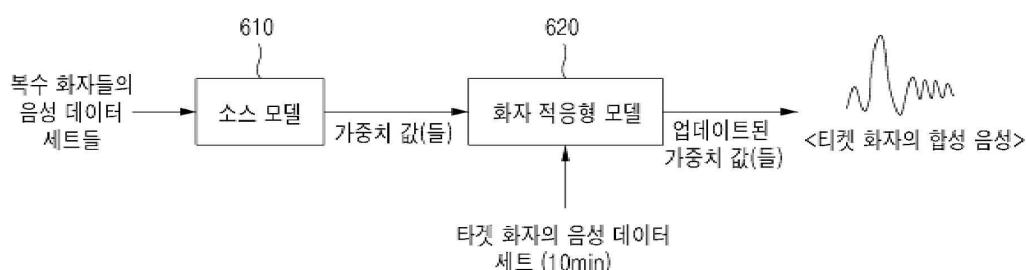 610
620
복수 화자들의
음성 데이터
세트들
소스 모델
가중치 값(들)
화자 적응형 모델
업데이트된
가중치 값(들)
<티켓 화자의 합성 음성>
타겟 화자의 음성 데이터
세트 (10min)